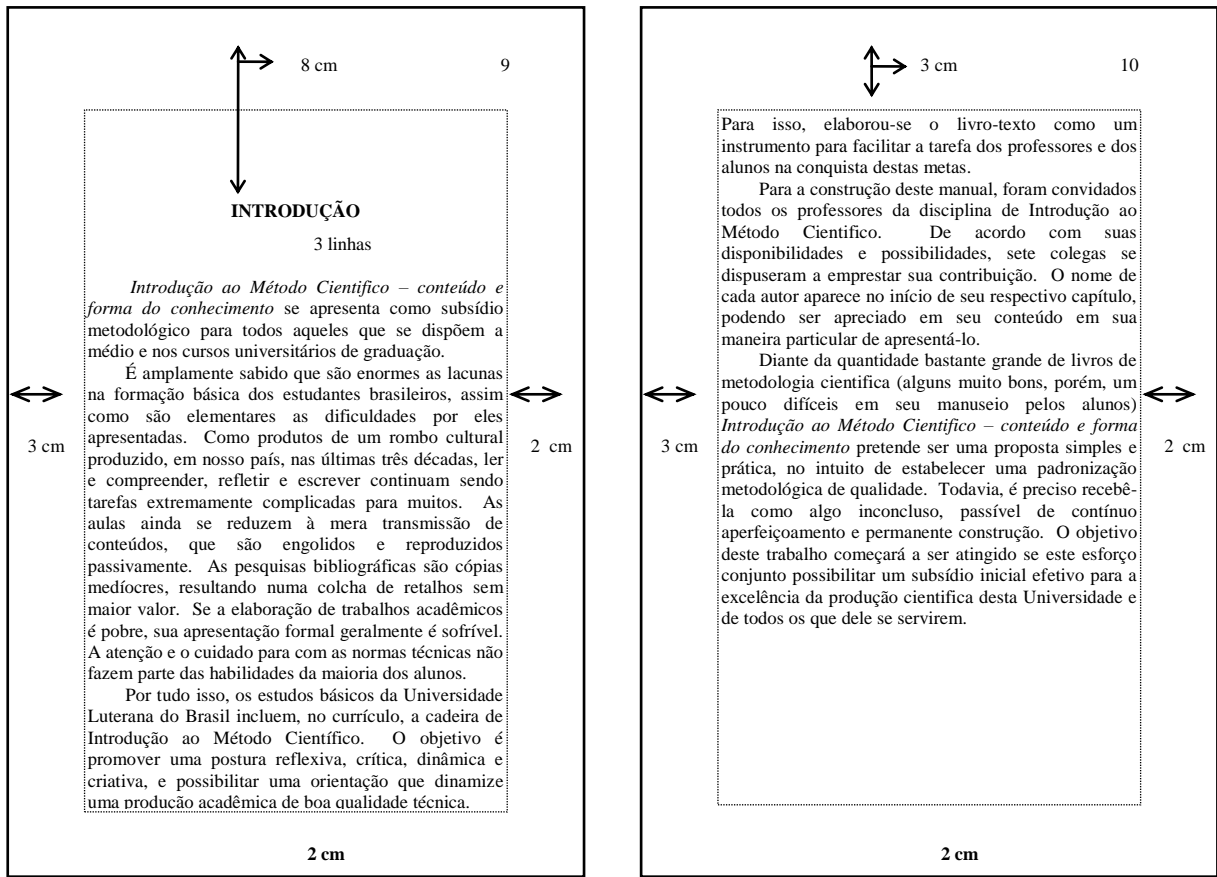 8 cm
9
INTRODUÇÃO
3 linhas
Introdução ao Método Cientifico – conteúdo e
forma do conhecimento se apresenta como subsídio
metodológico para todos aqueles que se dispõem a
médio e nos cursos universitários de graduação.
É amplamente sabido que são enormes as lacunas
na formação básica dos estudantes brasileiros, assim
como são elementares as dificuldades por eles
apresentadas. Como produtos de um rombo cultural
produzido, em nosso país, nas últimas três décadas, ler
e compreender, refletir e escrever continuam sendo
tarefas extremamente complicadas para muitos. As
aulas ainda se reduzem à mera transmissão de
conteúdos, que são engolidos e reproduzidos
passivamente. As pesquisas bibliográficas são cópias
medíocres, resultando numa colcha de retalhos sem
maior valor. Se a elaboração de trabalhos acadêmicos
é pobre, sua apresentação formal geralmente é sofrível.
A atenção e o cuidado para com as normas técnicas não
fazem parte das habilidades da maioria dos alunos.
Por tudo isso, os estudos básicos da Universidade
Luterana do Brasil incluem, no currículo, a cadeira de
Introdução ao Método Científico. O objetivo é
promover uma postura reflexiva, crítica, dinâmica e
criativa, e possibilitar uma orientação que dinamize
uma produção acadêmica de boa qualidade técnica.
3 cm
2 cm
2 cm
3 cm
10
Para isso, elaborou-se o livro-texto como um
instrumento para facilitar a tarefa dos professores e dos
alunos na conquista destas metas.
Para a construção deste manual, foram convidados
todos os professores da disciplina de Introdução ao
Método Cientifico. De acordo com suas
disponibilidades e possibilidades, sete colegas se
dispuseram a emprestar sua contribuição. O nome de
cada autor aparece no início de seu respectivo capítulo,
podendo ser apreciado em seu conteúdo em sua
maneira particular de apresentá-lo.
Diante da quantidade bastante grande de livros de
metodologia cientifica (alguns muito bons, porém, um
pouco difíceis em seu manuseio pelos alunos)
Introdução ao Método Cientifico – conteúdo e forma
do conhecimento pretende ser uma proposta simples e
prática, no intuito de estabelecer uma padronização
metodológica de qualidade. Todavia, é preciso recebê-
la como algo inconcluso, passível de contínuo
aperfeiçoamento e permanente construção. O objetivo
deste trabalho começará a ser atingido se este esforço
conjunto possibilitar um subsídio inicial efetivo para a
excelência da produção cientifica desta Universidade e
de todos os que dele se servirem.
3 cm
2 cm
2 cm